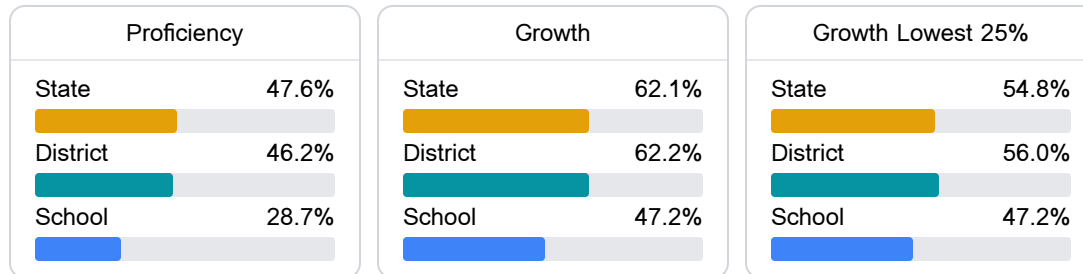 Proficiency
State 47.6%
District 46.2%
School 28.7%
Growth
State 62.1%
District 62.2%
School 47.2%
Growth Lowest 25%
State 54.8%
District 56.0%
School 47.2%